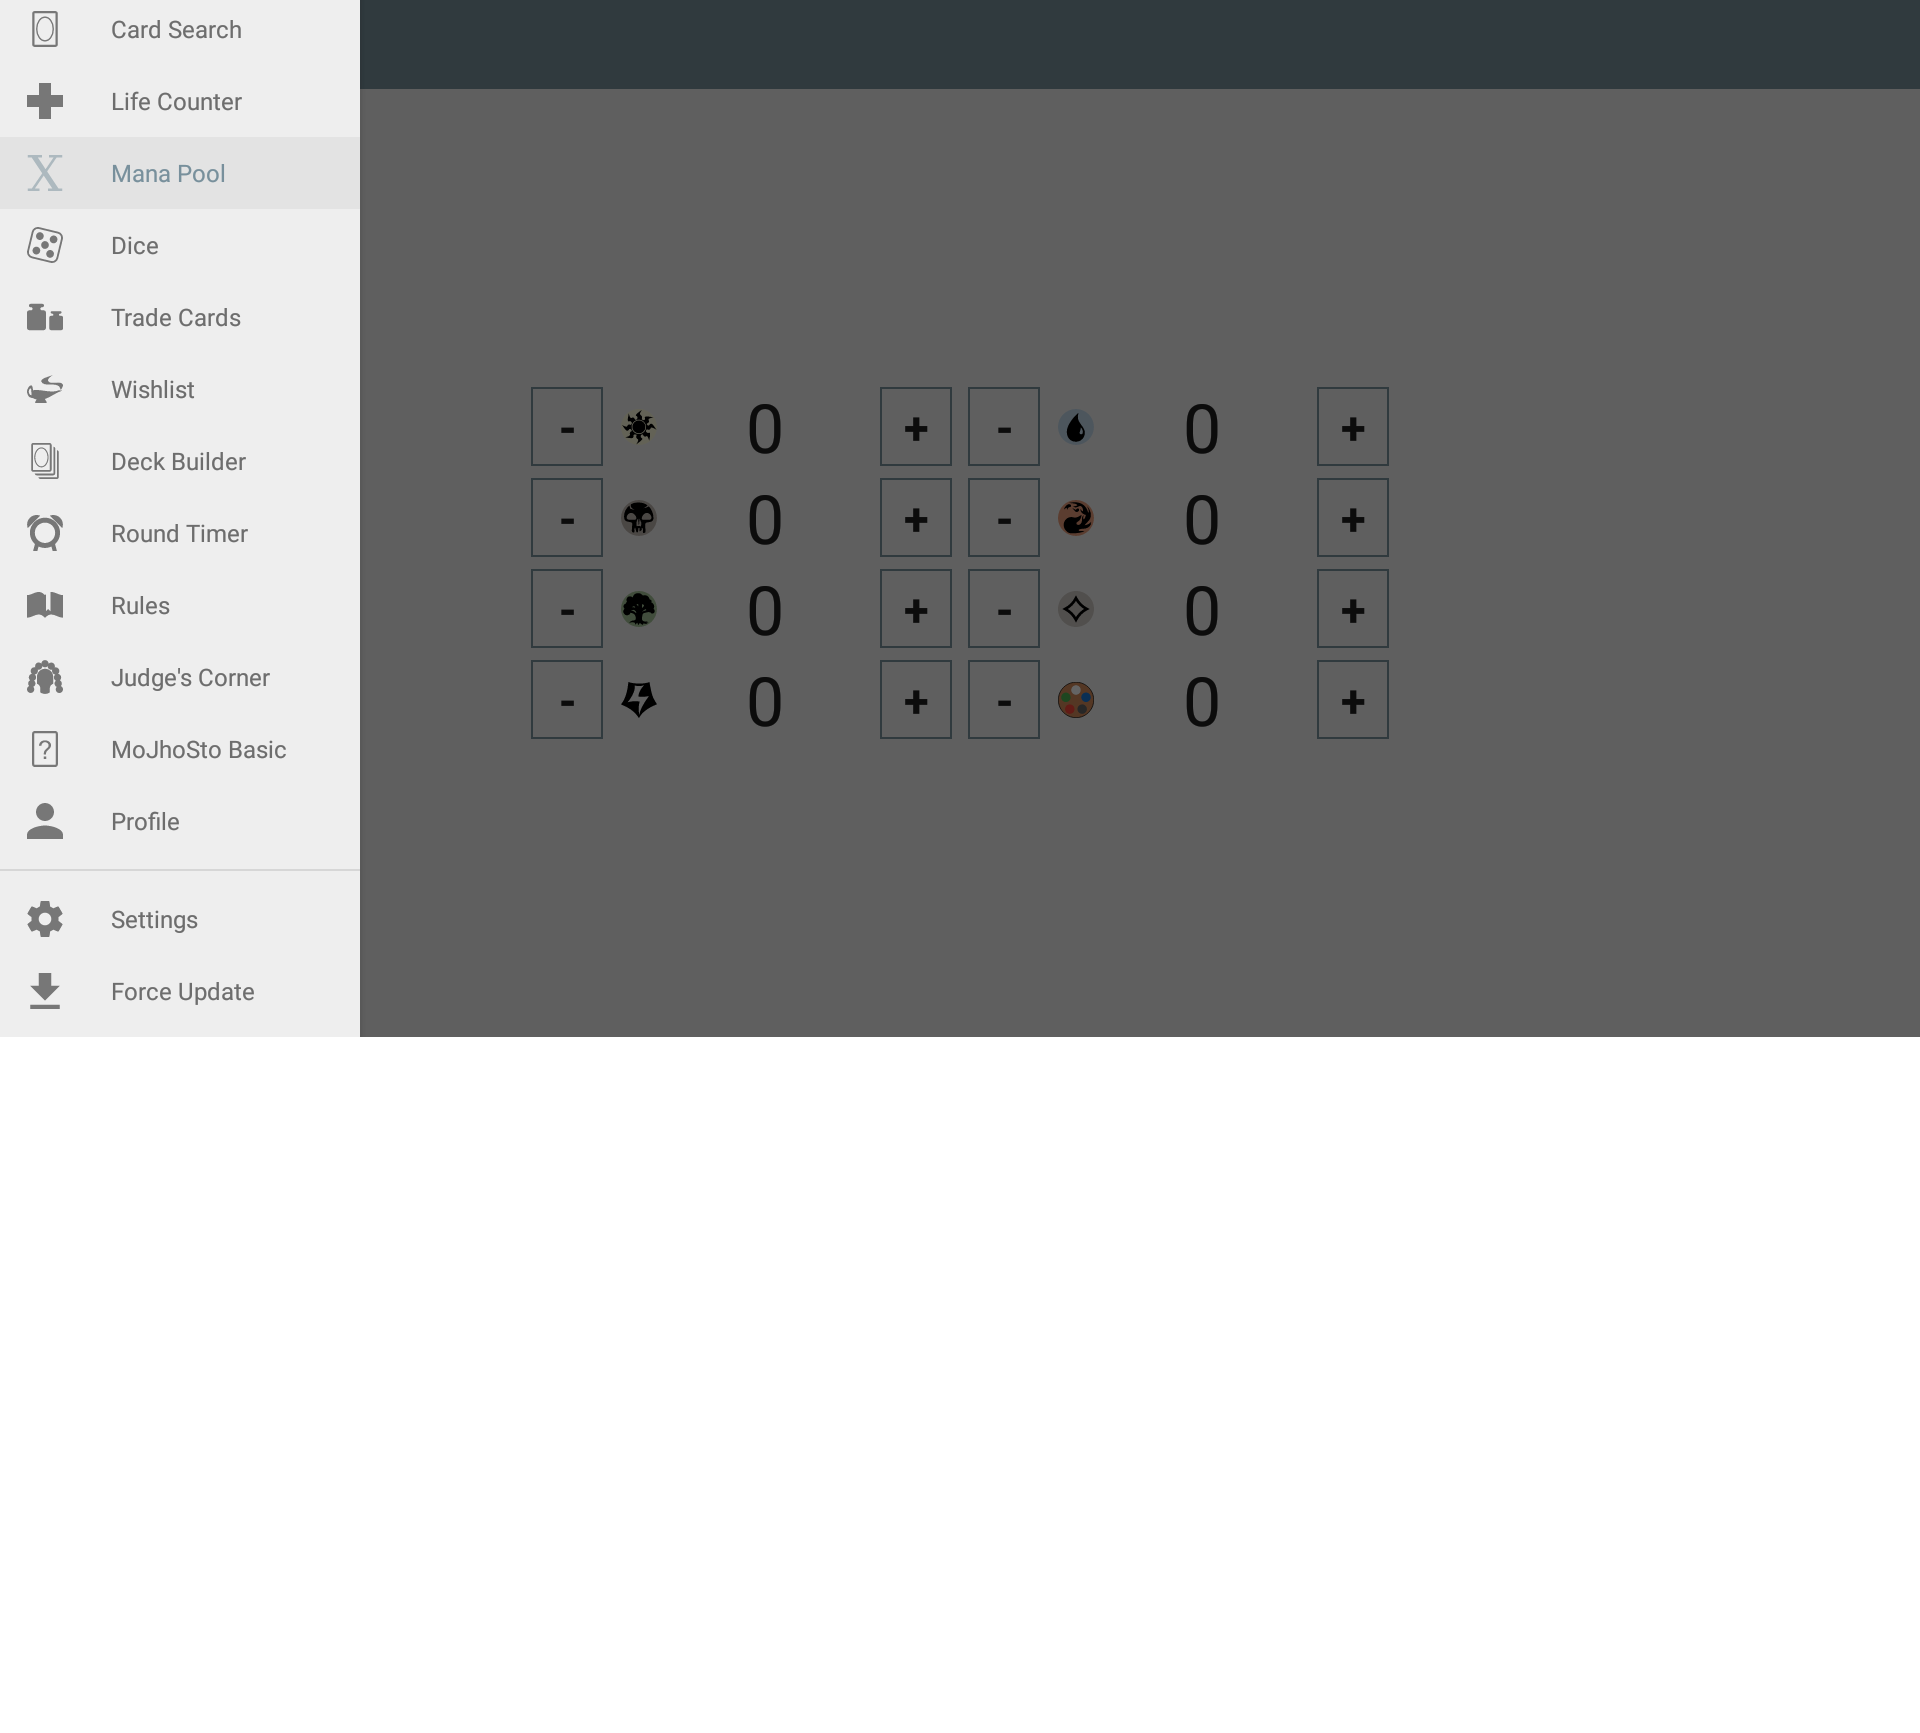 Card Search
Life Counter
X Mana Pool
Dice
Trade Cards
Wishlist
Deck Builder
Round Timer
Rules
Judge's Corner
? MoJhoSto Basic
Profile
Settings
Force Update
- 0 + - 0 +
- 0 + - 0 +
- 0 + - 0 +
- 0 + - 0 +